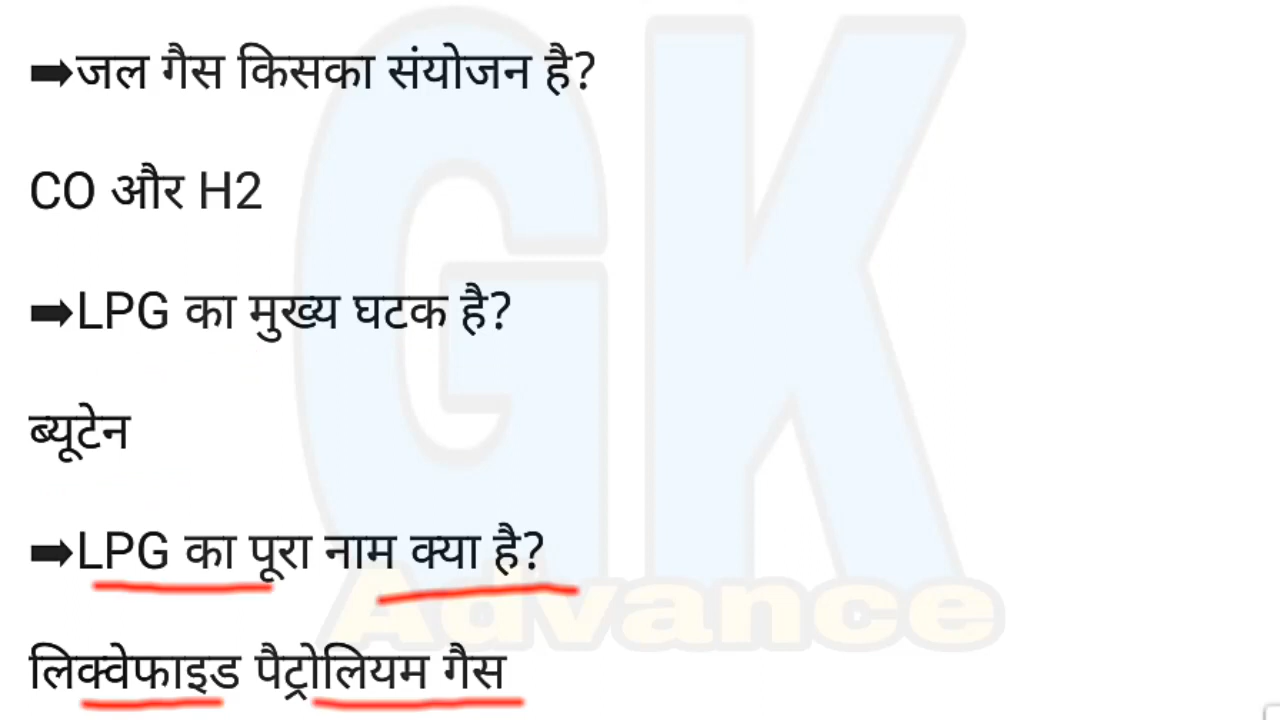 ➡जल गैस किसका संयोजन है?
CO और H2
➡LPG का मुख्य घटक है?
ब्यूटेन
➡LPG का पूरा नाम क्या है?
लिक्वेफाइड पैट्रोलियम गैस
GK
Advance